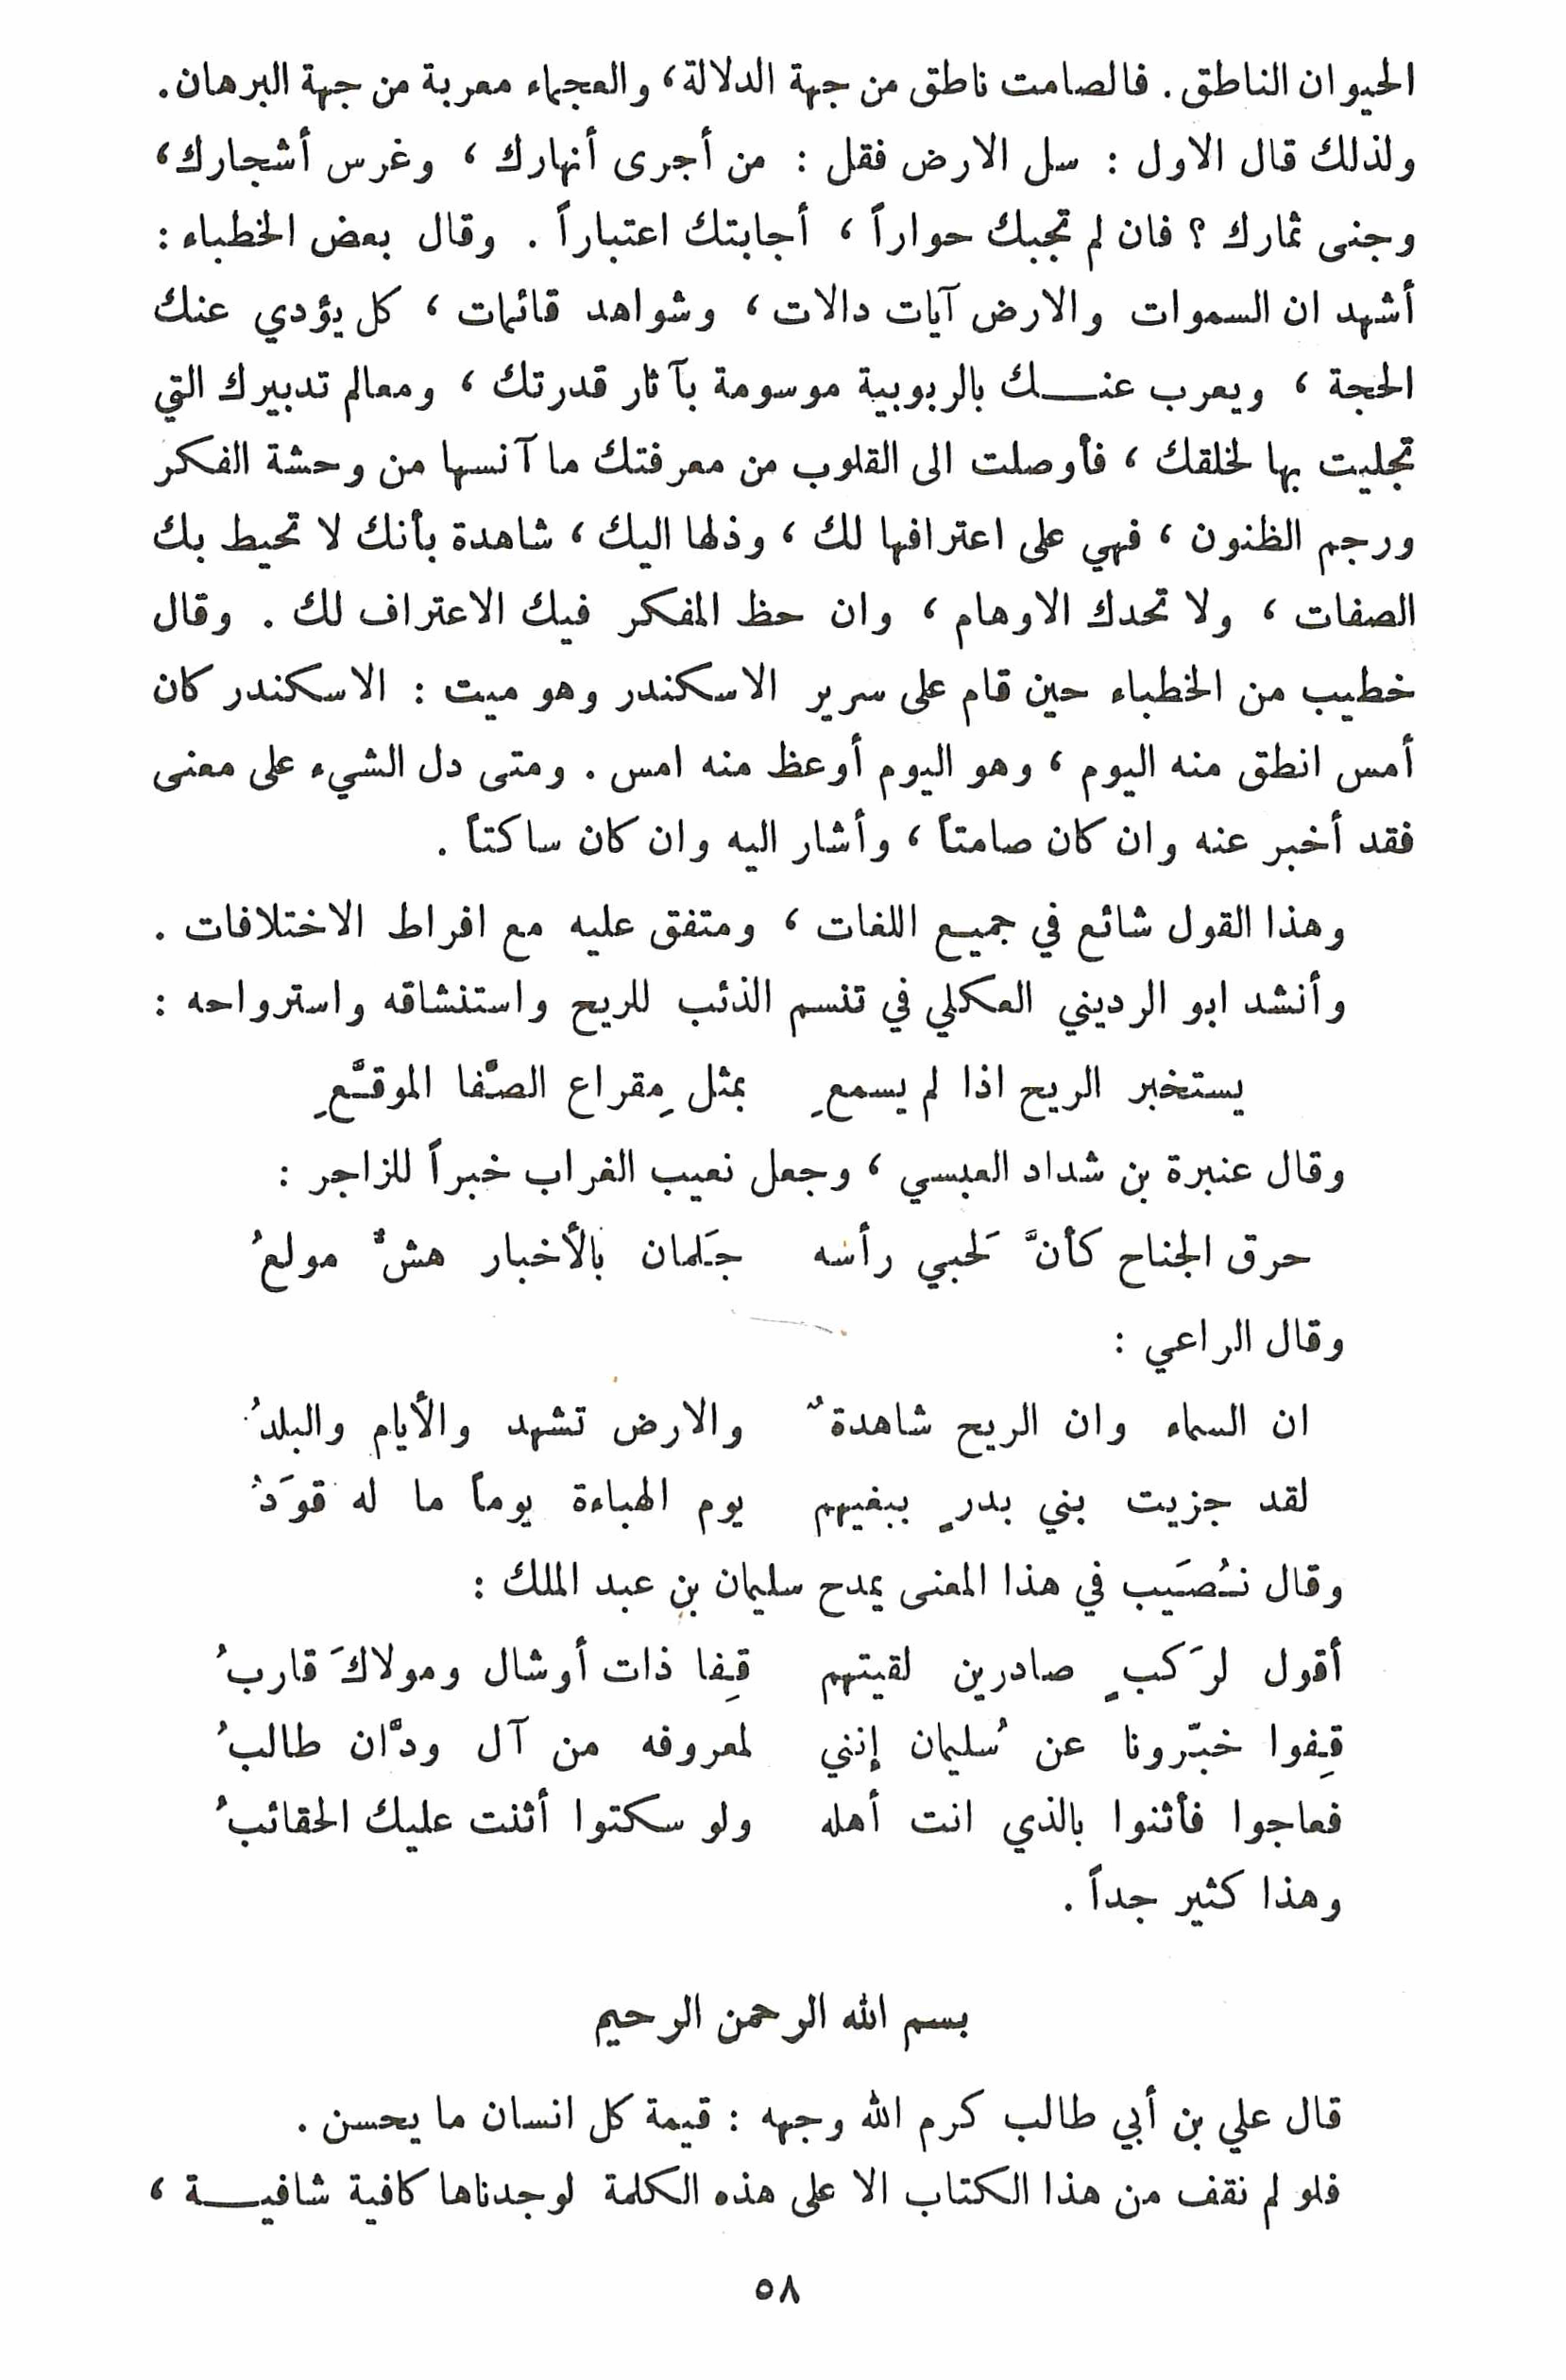 الحيوان الناطق. فالصامت ناطق من جهة الدلالة، والعجماء معربة من جهة البرهان.
ولذلك قال الاول : سل الارض فقل : من أجرى أنهارك ، وغرس أشجارك،
وجنى ثمارك ؟ فان لم تجبك حواراً ، أجابتك اعتباراً . وقال بعض الخطباء :
أشهد ان السموات والارض آيات دالات ، وشواهد قائمات ، كل يؤدي عنك
الحجة ، ويعرب عنـــك بالربوبية موسومة بآثار قدرتك ، ومعالم تدبيرك التي
تجليت بها لخلقك ، فأوصلت الى القلوب من معرفتك ما آنسها من وحشة الفكر
ورجم الظنون ، فهي على اعترافها لك ، وذلها اليك ، شاهدة بأنك لا تحيط بك
الصفات ، ولا تحدك الاوهام ، وان حظ المفكر فيك الاعتراف لك . وقال
خطيب من الخطباء حين قام على سرير الاسكندر وهو ميت : الاسكندر كان
أمس انطق منه اليوم ، وهو اليوم أوعظ منه امس . ومتى دل الشيء على معنى
فقد أخبر عنه وان كان صامتاً ، وأشار اليه وان كان ساكتاً .
وهذا القول شائع في جميع اللغات ، ومتفق عليه مع افراط الاختلافات .
وأنشد ابو الرديني العكلي في تنسم الذئب للريح واستنشاقه واسترواحه :
يستخبر الريح اذا لم يسمعِ بمثل ِمقراع الصَّفا الموقَّعِ
وقال عنبرة بن شداد العبسي ، وجعل نعيب الغراب خبراً للزاجر :
حرق الجناح كأنَّ لَحبي رأسه جَلمان بالأخبار هشٌّ مولعُ
وقال الراعي :
ان السماء وان الريح شاهدةٌ والارض تشهد والأيام والبلدُ
لقد جزيت بني بدرٍ ببغيهم يوم الهباءة يوماً ما له قوَدُ
وقال نُصَيب في هذا المعنى يمدح سليمان بن عبد الملك :
أقول لرَكبٍ صادرين لقيتهم قِفا ذات أوشال ومولاكَ قاربُ
قِفوا خبّرونا عن سُليمان إنني لمعروفه من آل ودَّان طالبُ
فعاجوا فأثنوا بالذي انت أهله ولو سكتوا أثنت عليك الحقائبُ
وهذا كثير جداً .
بسم الله الرحمن الرحيم
قال علي بن أبي طالب كرم الله وجهه : قيمة كل انسان ما يحسن .
فلو لم نقف من هذا الكتاب الا على هذه الكلمة لوجدناها كافية شافيـــة ،
٥٨